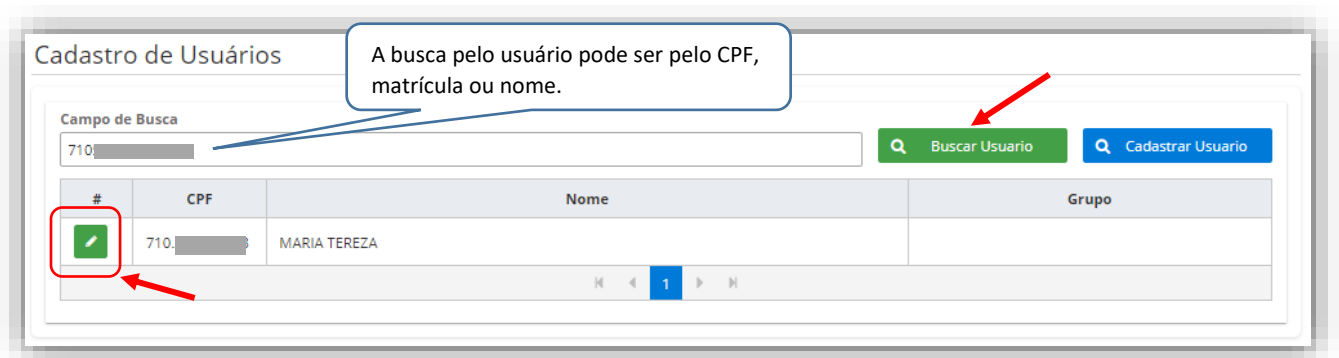 Cadastro de Usuários
A busca pelo usuário pode ser pelo CPF,
matrícula ou nome.
Campo de Busca
710
Buscar Usuario
Cadastrar Usuario
# CPF Nome Grupo
710. MARIA TEREZA
1